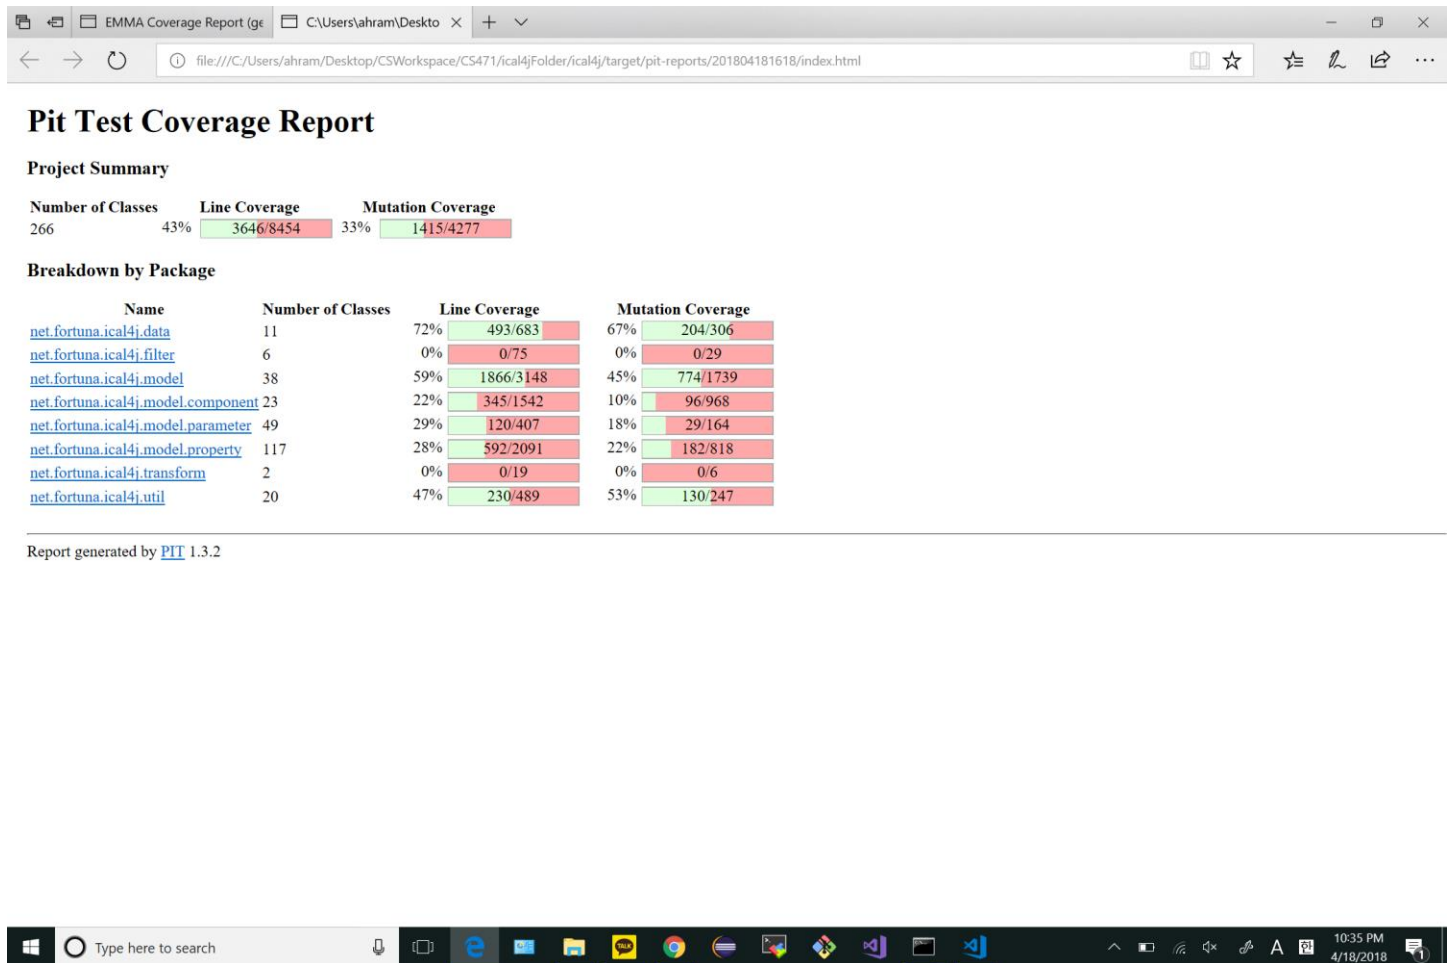 EMMA Coverage Report (ge
C:\Users\ahram\Deskto
file:///C:/Users/ahram/Desktop/CSWorkspace/CS471/ical4jFolder/ical4j/target/pit-reports/201804181618/index.html
Pit Test Coverage Report
Project Summary
Number of Classes Line Coverage Mutation Coverage
266 43% 3646/8454 33% 1415/4277
Breakdown by Package
Name Number of Classes Line Coverage Mutation Coverage
net.fortuna.ical4j.data 11 72% 493/683 67% 204/306
net.fortuna.ical4j.filter 6 0% 0/75 0% 0/29
net.fortuna.ical4j.model 38 59% 1866/3148 45% 774/1739
net.fortuna.ical4j.model.component 23 22% 345/1542 10% 96/968
net.fortuna.ical4j.model.parameter 49 29% 120/407 18% 29/164
net.fortuna.ical4j.model.property 117 28% 592/2091 22% 182/818
net.fortuna.ical4j.transform 2 0% 0/19 0% 0/6
net.fortuna.ical4j.util 20 47% 230/489 53% 130/247
Report generated by PIT 1.3.2
Type here to search
TALK
A 한
10:35 PM
4/18/2018
1